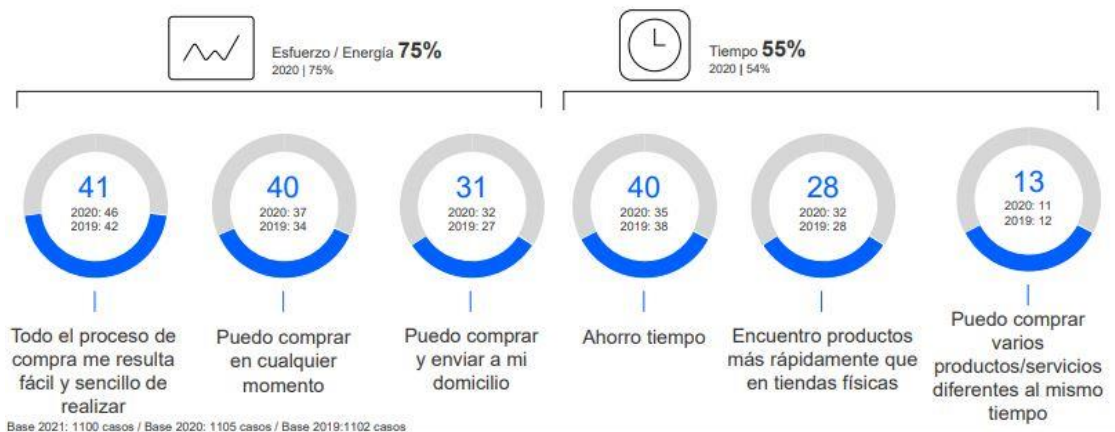 Esfuerzo / Energía 75%
2020 | 75%
Tiempo 55%
2020 | 54%
41
2020: 46
2019: 42
40
2020: 37
2019: 34
31
2020: 32
2019: 27
40
2020: 35
2019: 38
28
2020: 32
2019: 28
13
2020: 11
2019: 12
Todo el proceso de
compra me resulta
fácil y sencillo de
realizar
Puedo comprar
en cualquier
momento
Puedo comprar
y enviar a mi
domicilio
Ahorro tiempo
Encuentro productos
más rápidamente que
en tiendas físicas
Puedo comprar
varios
productos/servicios
diferentes al mismo
tiempo
Base 2021: 1100 casos / Base 2020: 1105 casos / Base 2019:1102 casos